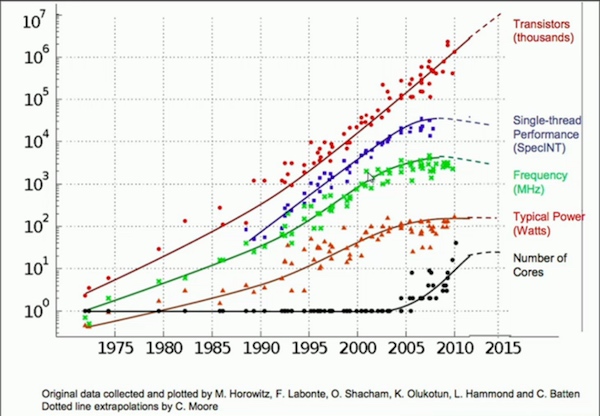 10⁷
10⁶
10⁵
10⁴
10³
10²
10¹
10⁰
Transistors
(thousands)
Single-thread
Performance
(SpecINT)
Frequency
(MHz)
Typical Power
(Watts)
Number of
Cores
1975 1980 1985 1990 1995 2000 2005 2010 2015
Original data collected and plotted by M. Horowitz, F. Labonte, O. Shacham, K. Olukotun, L. Hammond and C. Batten
Dotted line extrapolations by C. Moore